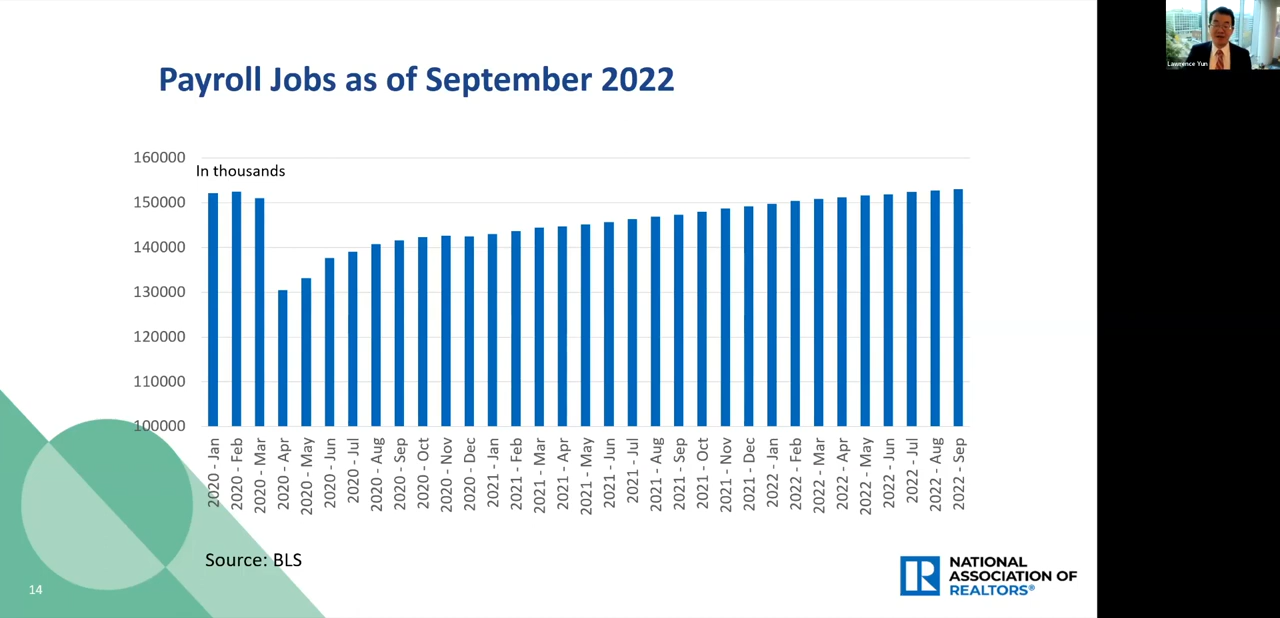 Payroll Jobs as of September 2022
Lawrence Yun
160000
In thousands
150000
140000
130000
120000
110000
100000
2020 - Jan
2020 - Feb
2020 - Mar
2020 - Apr
2020 - May
2020 - Jun
2020 - Jul
2020 - Aug
2020 - Sep
2020 - Oct
2020 - Nov
2020 - Dec
2021 - Jan
2021 - Feb
2021 - Mar
2021 - Apr
2021 - May
2021 - Jun
2021 - Jul
2021 - Aug
2021 - Sep
2021 - Oct
2021 - Nov
2021 - Dec
2022 - Jan
2022 - Feb
2022 - Mar
2022 - Apr
2022 - May
2022 - Jun
2022 - Jul
2022 - Aug
2022 - Sep
Source: BLS
14
R
NATIONAL
ASSOCIATION OF
REALTORS®